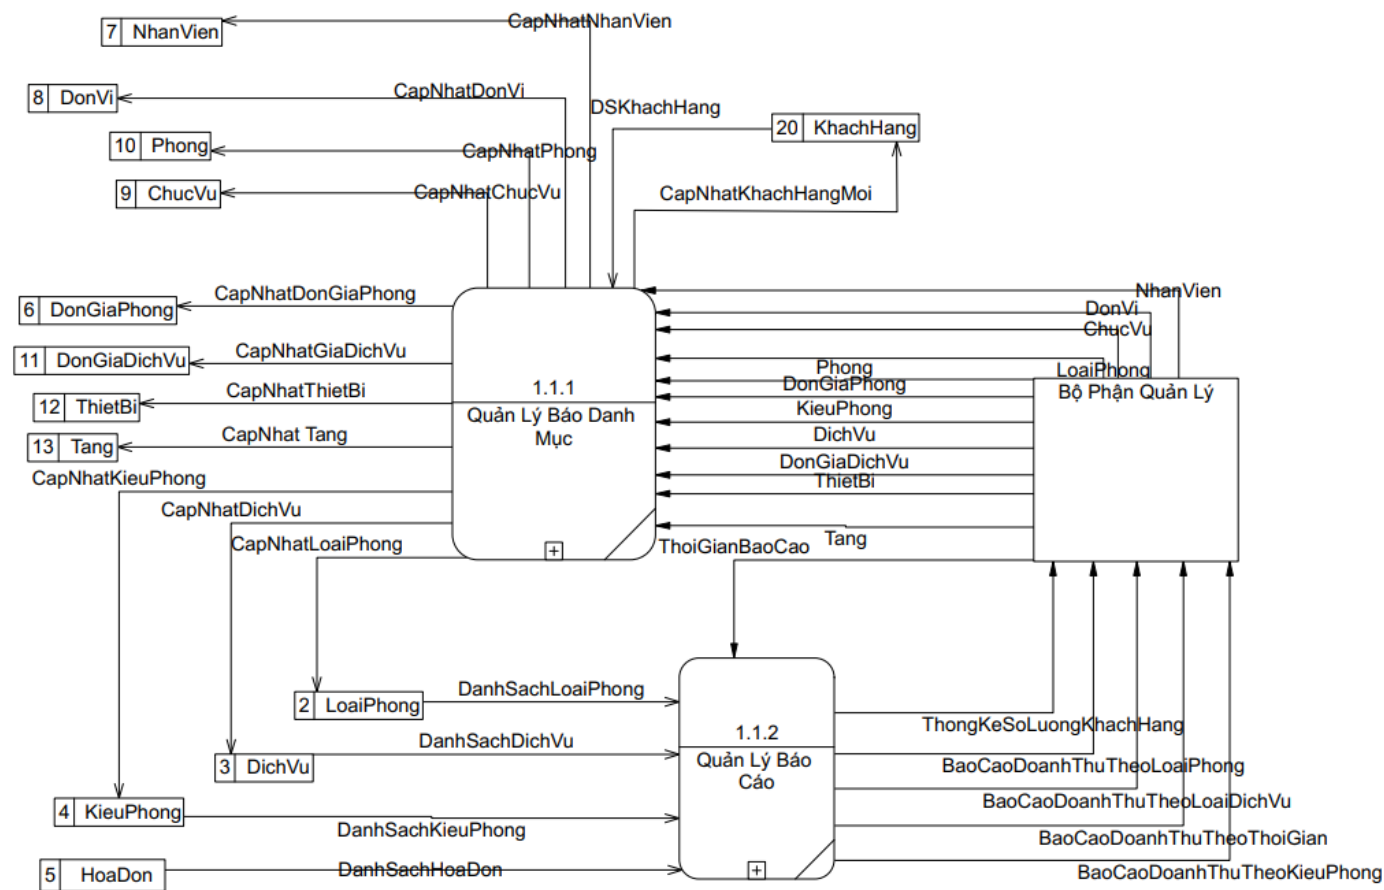 CapNhatNhanVien
7 NhanVien
CapNhatDonVi
8 DonVi
DSKhachHang
20 KhachHang
10 Phong
CapNhatPhong
9 ChucVu
CapNhatChucVu
CapNhatKhachHangMoi
CapNhatDonGiaPhong
6 DonGiaPhong
NhanVien
DonVi
ChucVu
CapNhatGiaDichVu
11 DonGiaDichVu
Phong
LoaiPhong
CapNhatThietBi
12 ThietBi
1.1.1
Quản Lý Báo Danh
Mục
DonGiaPhong
Bộ Phận Quản Lý
KieuPhong
CapNhat Tang
13 Tang
DichVu
DonGiaDichVu
ThietBi
CapNhatKieuPhong
CapNhatDichVu
CapNhatLoaiPhong
+
ThoiGianBaoCao
Tang
DanhSachLoaiPhong
2 LoaiPhong
DanhSachDichVu
3 DichVu
1.1.2
Quản Lý Báo
Cáo
ThongKeSoLuongKhachHang
BaoCaoDoanhThuTheoLoaiPhong
BaoCaoDoanhThuTheoLoaiDichVu
4 KieuPhong
DanhSachKieuPhong
BaoCaoDoanhThuTheoThoiGian
5 HoaDon
DanhSachHoaDon
+
BaoCaoDoanhThuTheoKieuPhong